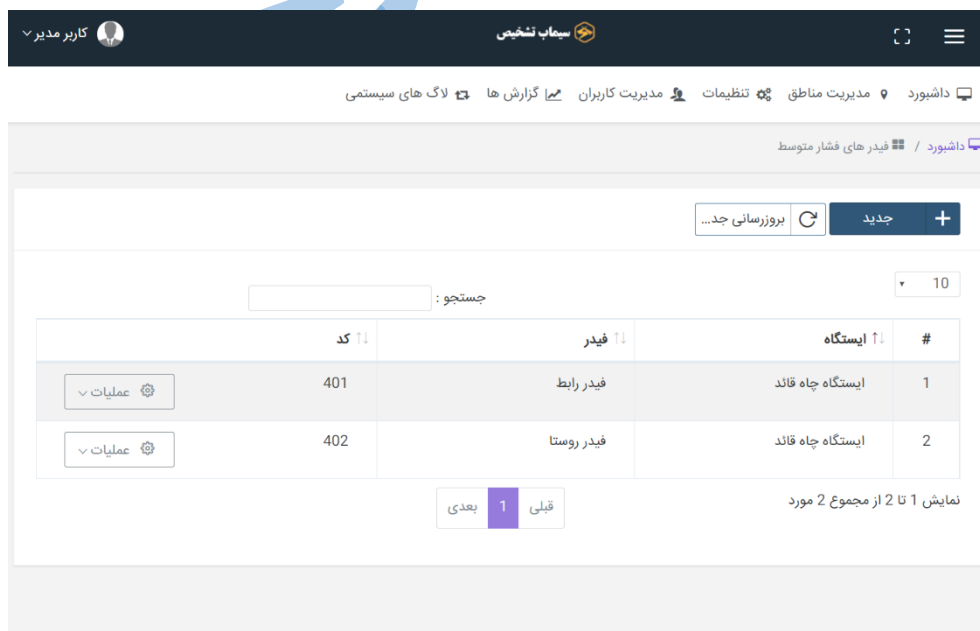 سیماب تشخیص
کاربر مدیر
داشبورد مدیریت مناطق تنظیمات مدیریت کاربران گزارش ها لاگ های سیستمی
داشبورد / فیدر های فشار متوسط
+ جدید بروزرسانی جد...
10
جستجو :
# ایستگاه فیدر کد
1 ایستگاه چاه قائد فیدر رابط 401 عملیات
2 ایستگاه چاه قائد فیدر روستا 402 عملیات
نمایش 1 تا 2 از مجموع 2 مورد
قبلی 1 بعدی